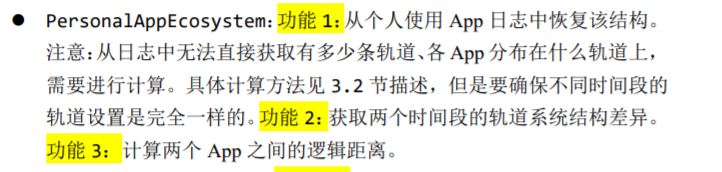 ● PersonalAppEcosystem：功能 1：从个人使用 App 日志中恢复该结构。
注意：从日志中无法直接获取有多少条轨道、各 App 分布在什么轨道上，
需要进行计算。具体计算方法见 3.2 节描述，但是要确保不同时间段的
轨道设置是完全一样的。功能 2：获取两个时间段的轨道系统结构差异。
功能 3：计算两个 App 之间的逻辑距离。